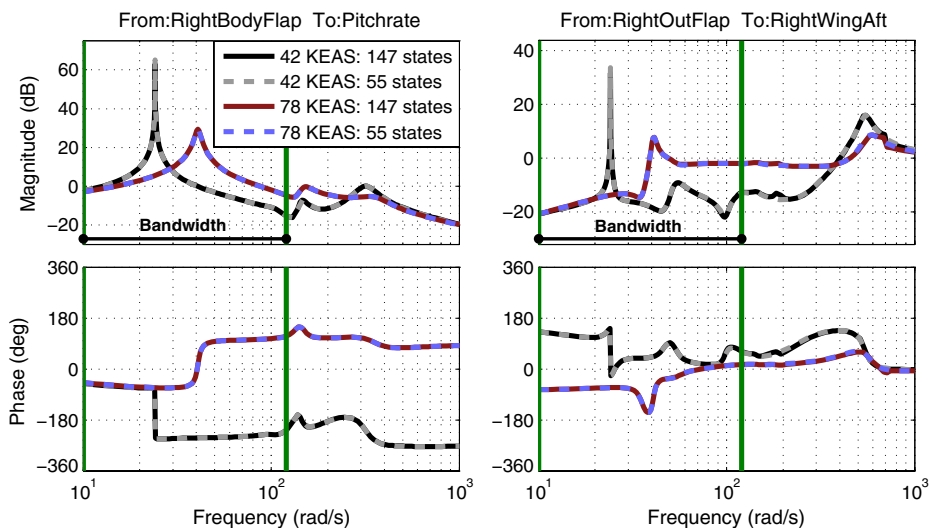 From:RightBodyFlap To:Pitchrate
From:RightOutFlap To:RightWingAft
Magnitude (dB)
60
40
20
0
−20
42 KEAS: 147 states
42 KEAS: 55 states
78 KEAS: 147 states
78 KEAS: 55 states
Bandwidth
40
20
0
−20
Bandwidth
Phase (deg)
360
180
0
−180
−360
10^1
10^2
10^3
Frequency (rad/s)
360
180
0
−180
−360
10^1
10^2
10^3
Frequency (rad/s)